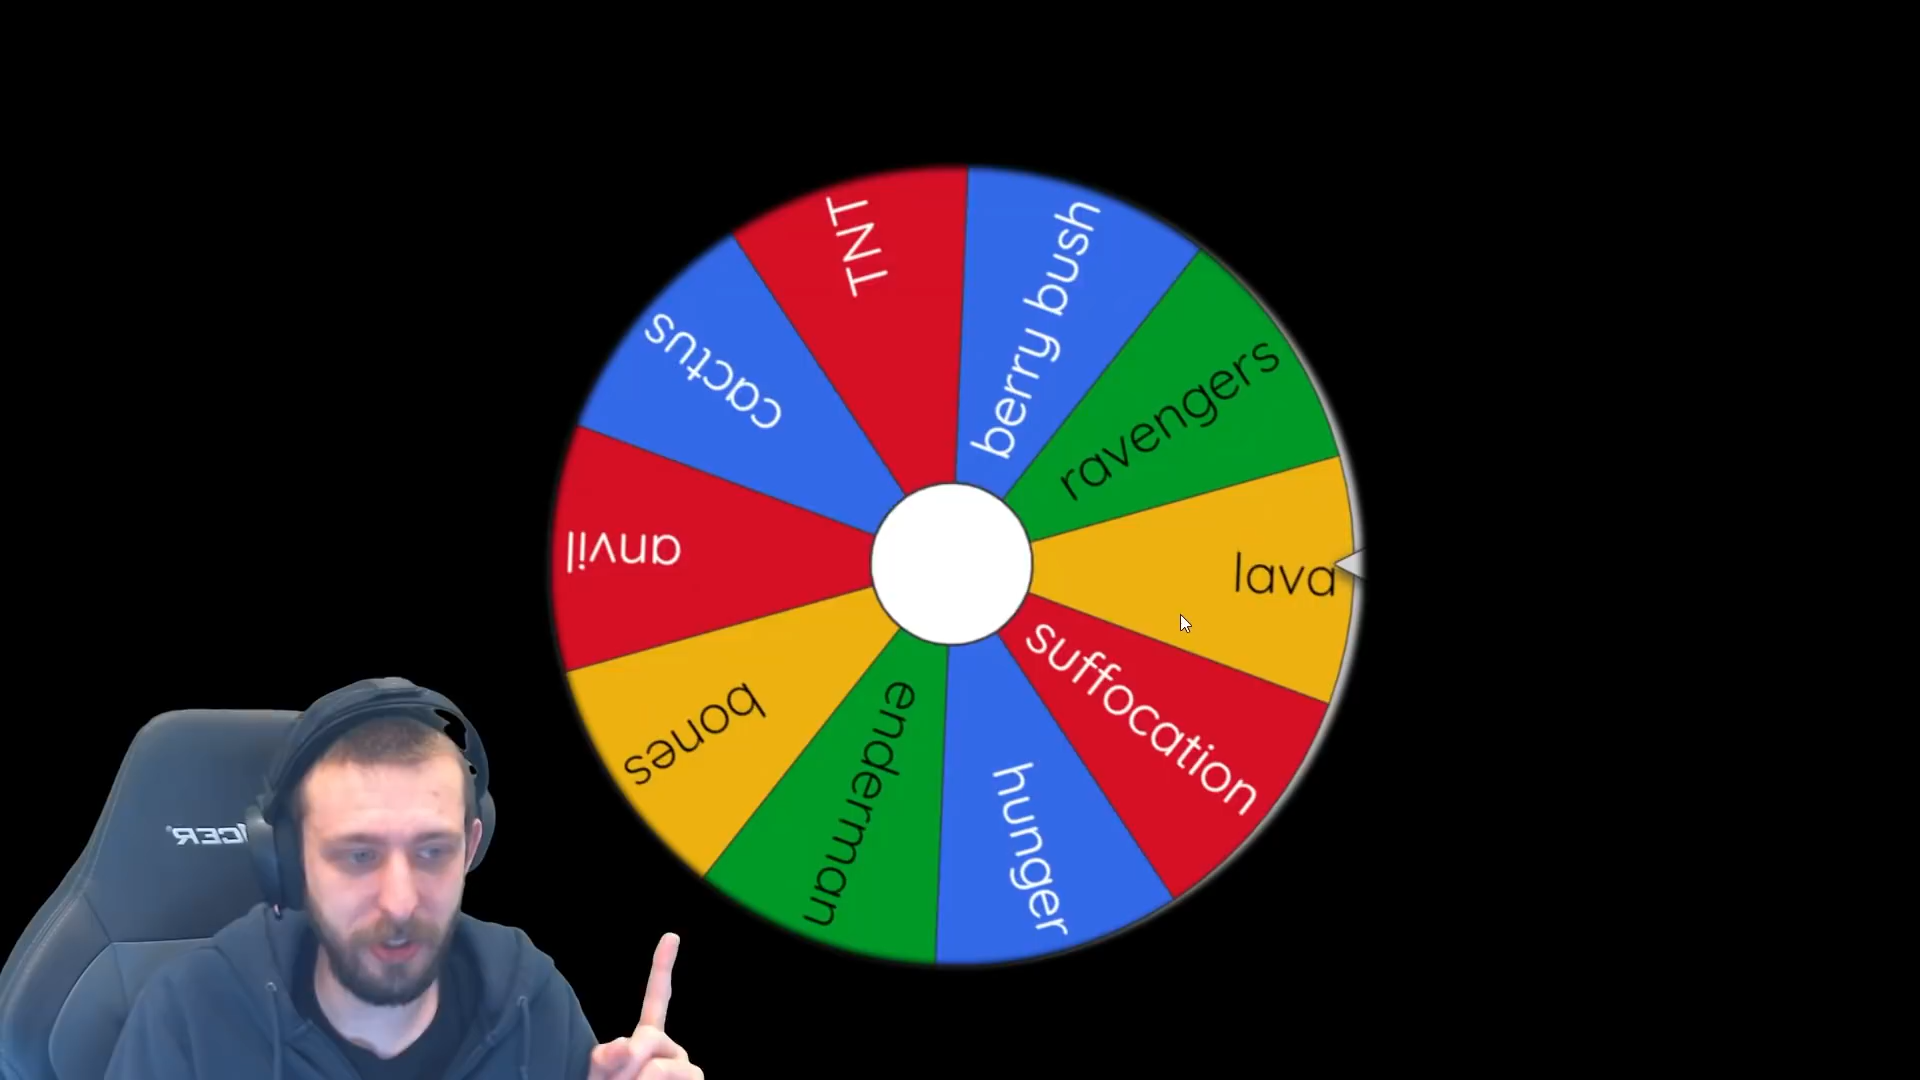 TNT
berry bush
cactus
ravengers
anvil
lava
suffocation
bones
enderman
hunger